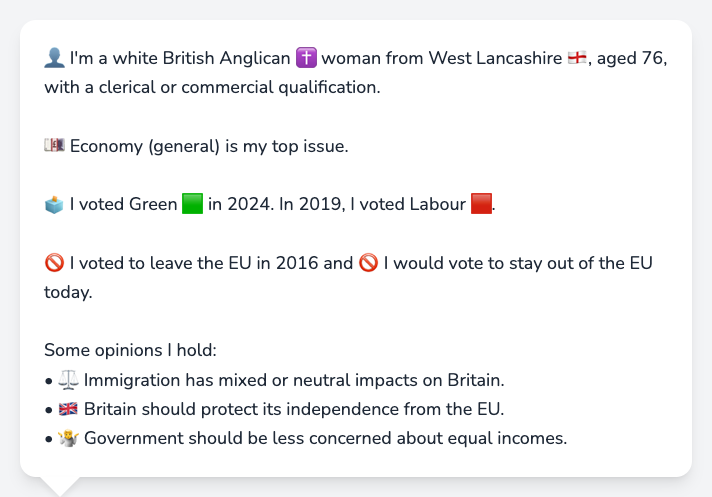 👤 I'm a white British Anglican ✝️ woman from West Lancashire 🏴󠁧󠁢󠁥󠁮󠁧󠁿, aged 76,
with a clerical or commercial qualification.
💷 Economy (general) is my top issue.
🗳️ I voted Green 🟩 in 2024. In 2019, I voted Labour 🟥.
🚫 I voted to leave the EU in 2016 and 🚫 I would vote to stay out of the EU
today.
Some opinions I hold:
• ⚖️ Immigration has mixed or neutral impacts on Britain.
• 🇬🇧 Britain should protect its independence from the EU.
• 🤷 Government should be less concerned about equal incomes.